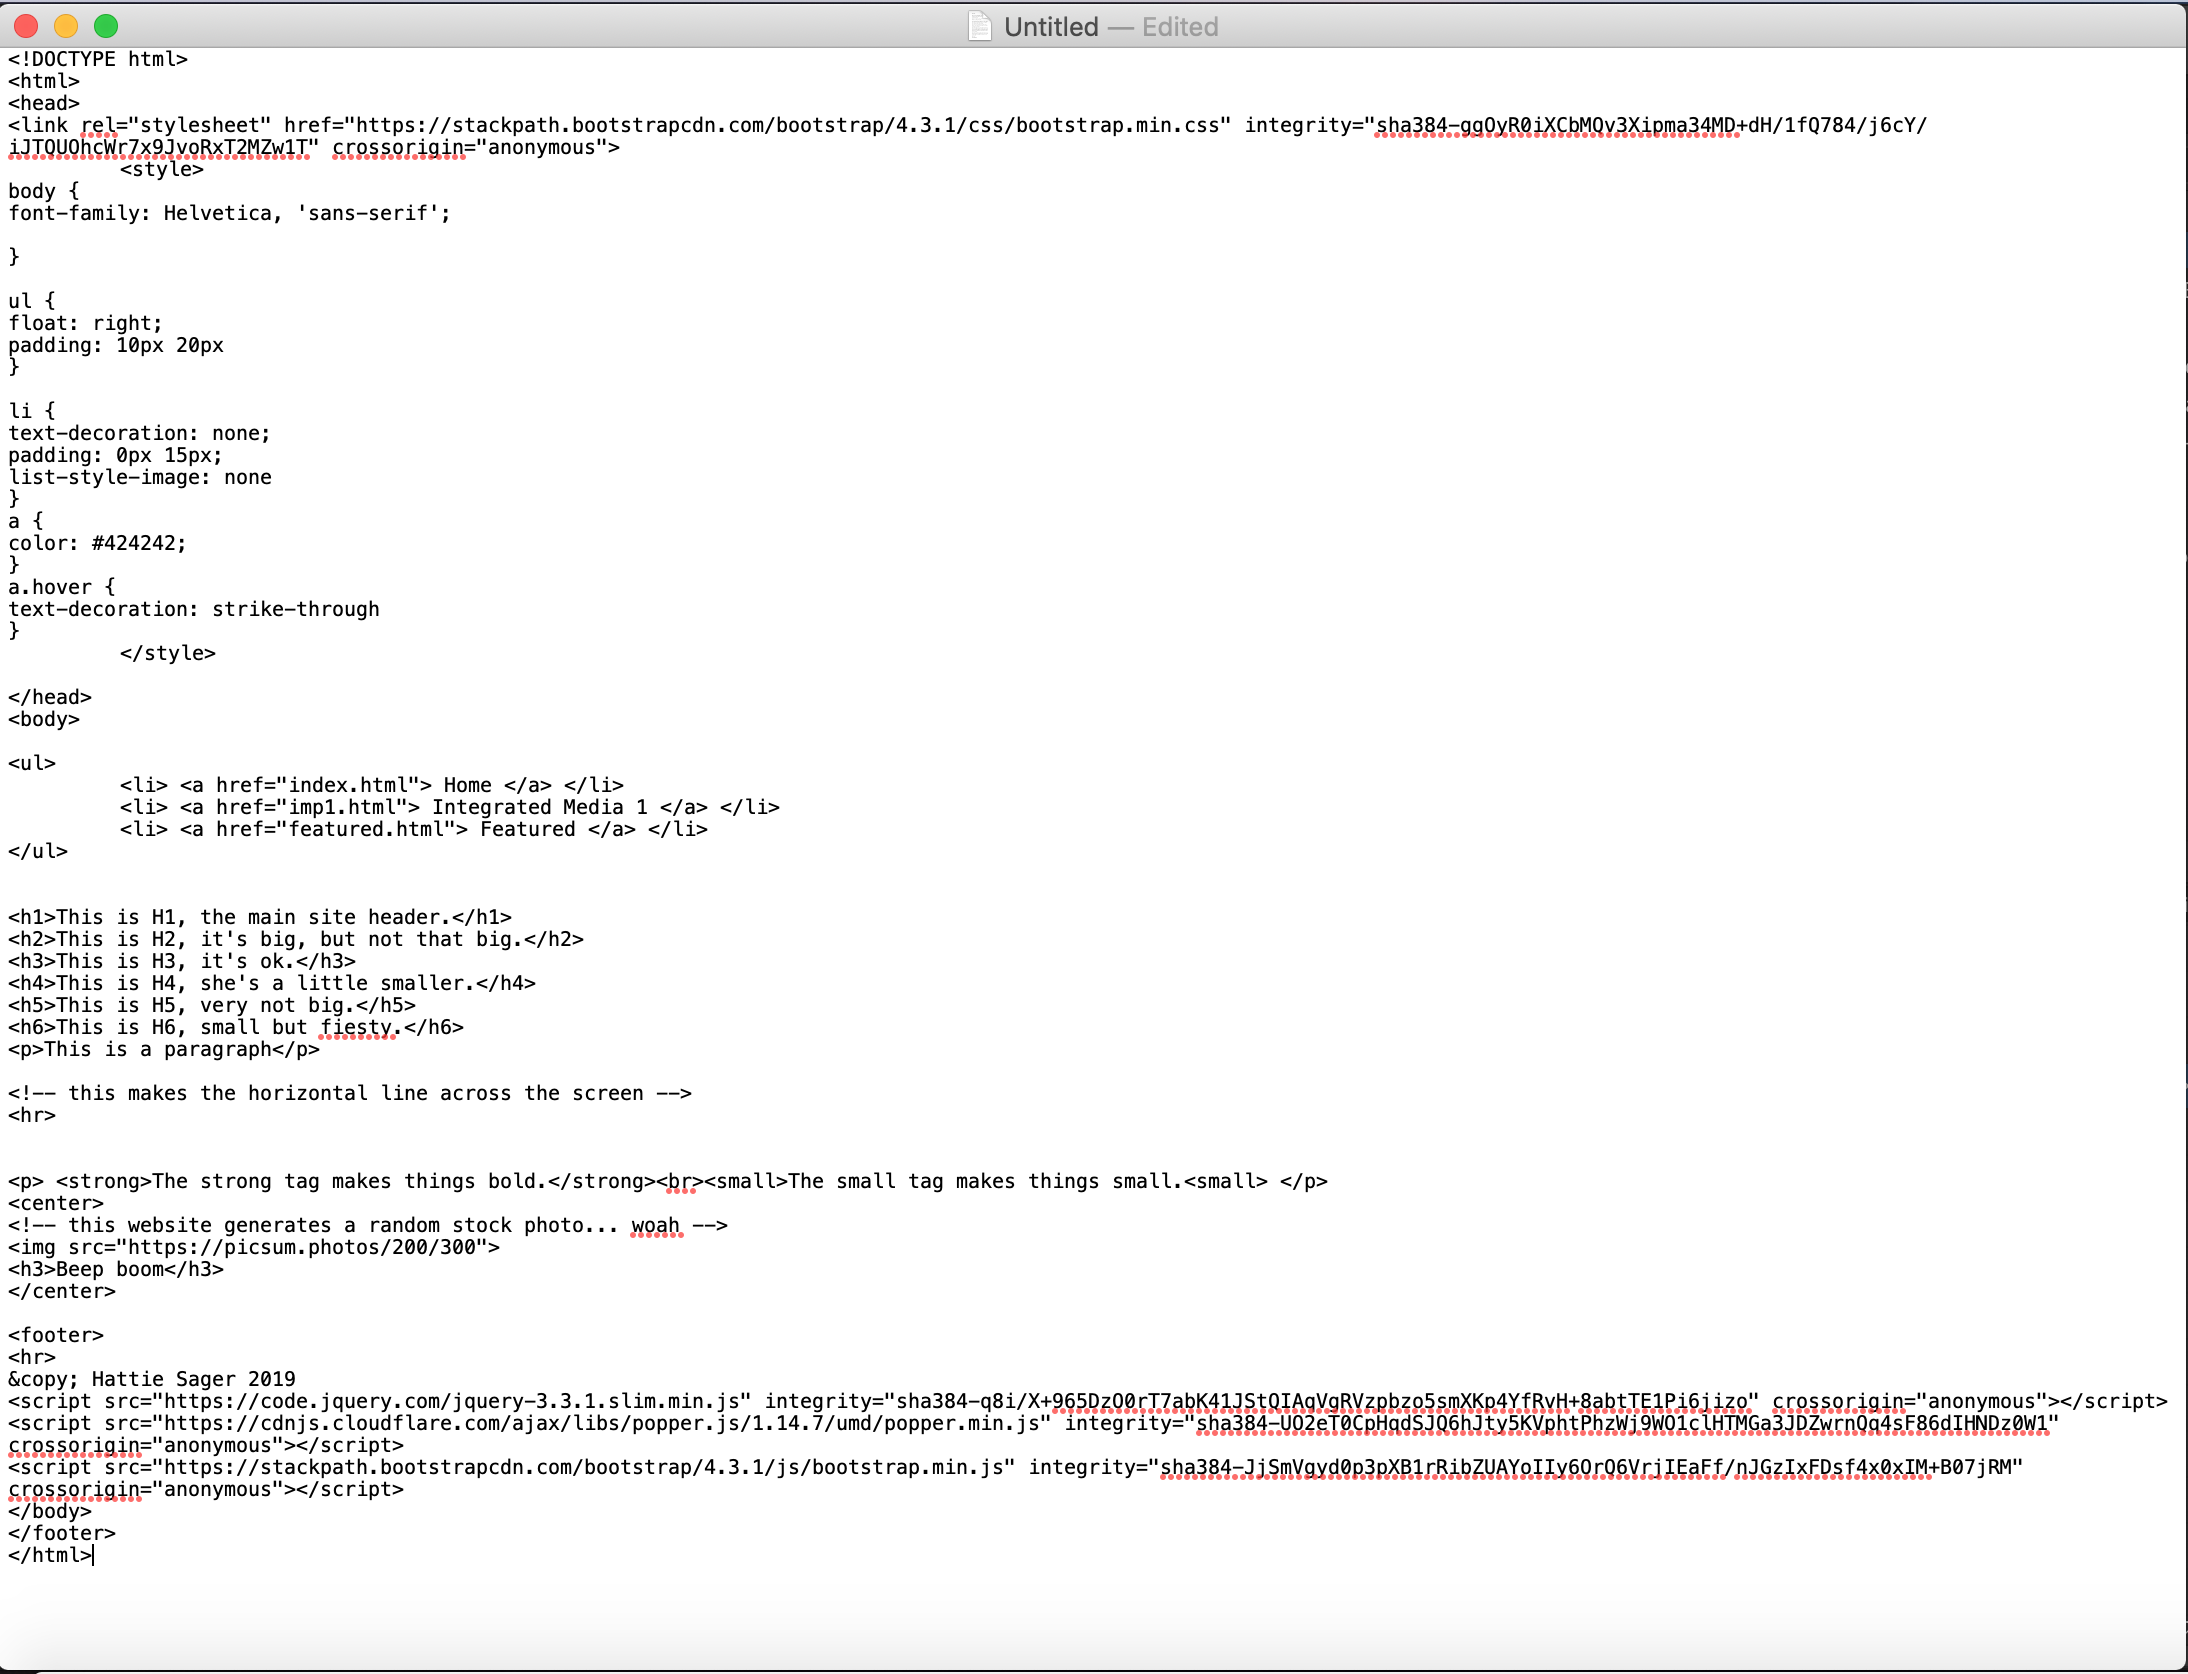 Untitled — Edited
<!DOCTYPE html>
<html>
<head>
<link rel="stylesheet" href="https://stackpath.bootstrapcdn.com/bootstrap/4.3.1/css/bootstrap.min.css" integrity="sha384-ggOyR0iXCbMQv3Xipma34MD+dH/1fQ784/j6cY/
iJTQUOhcWr7x9JvoRxT2MZw1T" crossorigin="anonymous">
<style>
body {
font-family: Helvetica, 'sans-serif';
}
ul {
float: right;
padding: 10px 20px
}
li {
text-decoration: none;
padding: 0px 15px;
list-style-image: none
}
a {
color: #424242;
}
a.hover {
text-decoration: strike-through
}
</style>
</head>
<body>
<ul>
<li> <a href="index.html"> Home </a> </li>
<li> <a href="imp1.html"> Integrated Media 1 </a> </li>
<li> <a href="featured.html"> Featured </a> </li>
</ul>
<h1>This is H1, the main site header.</h1>
<h2>This is H2, it's big, but not that big.</h2>
<h3>This is H3, it's ok.</h3>
<h4>This is H4, she's a little smaller.</h4>
<h5>This is H5, very not big.</h5>
<h6>This is H6, small but fiesty.</h6>
<p>This is a paragraph</p>
<!-- this makes the horizontal line across the screen -->
<hr>
<p> <strong>The strong tag makes things bold.</strong><br><small>The small tag makes things small.<small> </p>
<center>
<!-- this website generates a random stock photo... woah -->
<img src="https://picsum.photos/200/300">
<h3>Beep boom</h3>
</center>
<footer>
<hr>
&copy; Hattie Sager 2019
<script src="https://code.jquery.com/jquery-3.3.1.slim.min.js" integrity="sha384-q8i/X+965DzO0rT7abK41JStQIAqVgRVzpbzo5smXKp4YfRvH+8abtTE1Pi6jizo" crossorigin="anonymous"></script>
<script src="https://cdnjs.cloudflare.com/ajax/libs/popper.js/1.14.7/umd/popper.min.js" integrity="sha384-UO2eT0CpHqdSJQ6hJty5KVphtPhzWj9WO1clHTMGa3JDZwrnQq4sF86dIHNDz0W1"
crossorigin="anonymous"></script>
<script src="https://stackpath.bootstrapcdn.com/bootstrap/4.3.1/js/bootstrap.min.js" integrity="sha384-JjSmVgyd0p3pXB1rRibZUAYoIIy6OrQ6VrjIEaFf/nJGzIxFDsf4x0xIM+B07jRM"
crossorigin="anonymous"></script>
</body>
</footer>
</html>